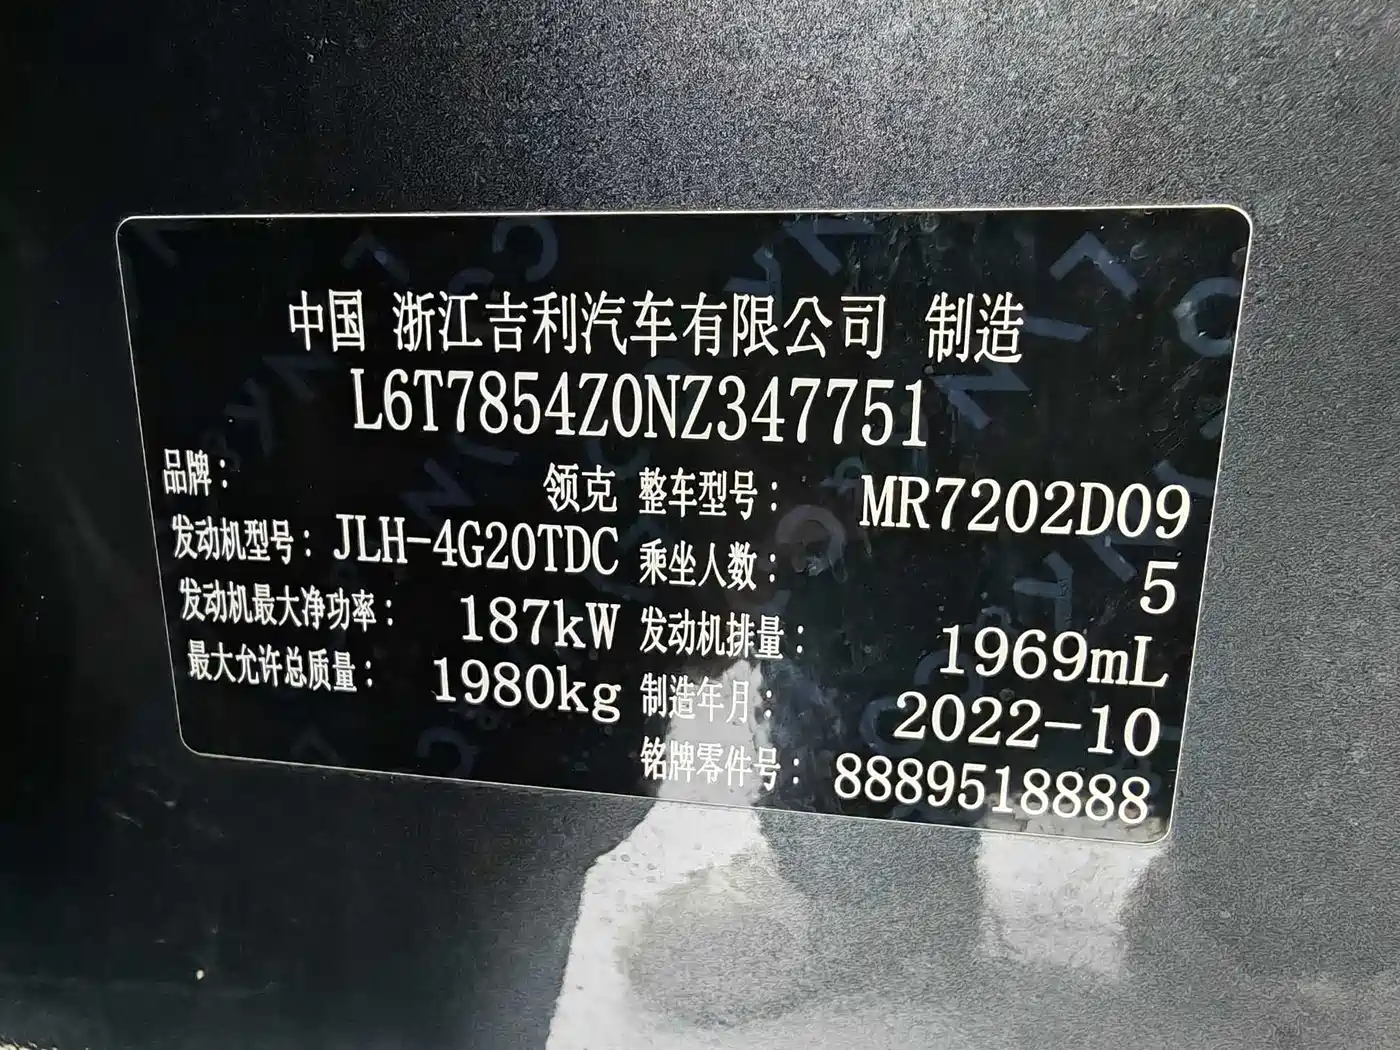 中国 浙江吉利汽车有限公司 制造
L6T7854Z0NZ347751
品牌： 领克 整车型号： MR7202D09
发动机型号：JLH-4G20TDC 乘坐人数： 5
发动机最大净功率： 187kW 发动机排量： 1969mL
最大允许总质量： 1980kg 制造年月： 2022-10
铭牌零件号： 8889518888